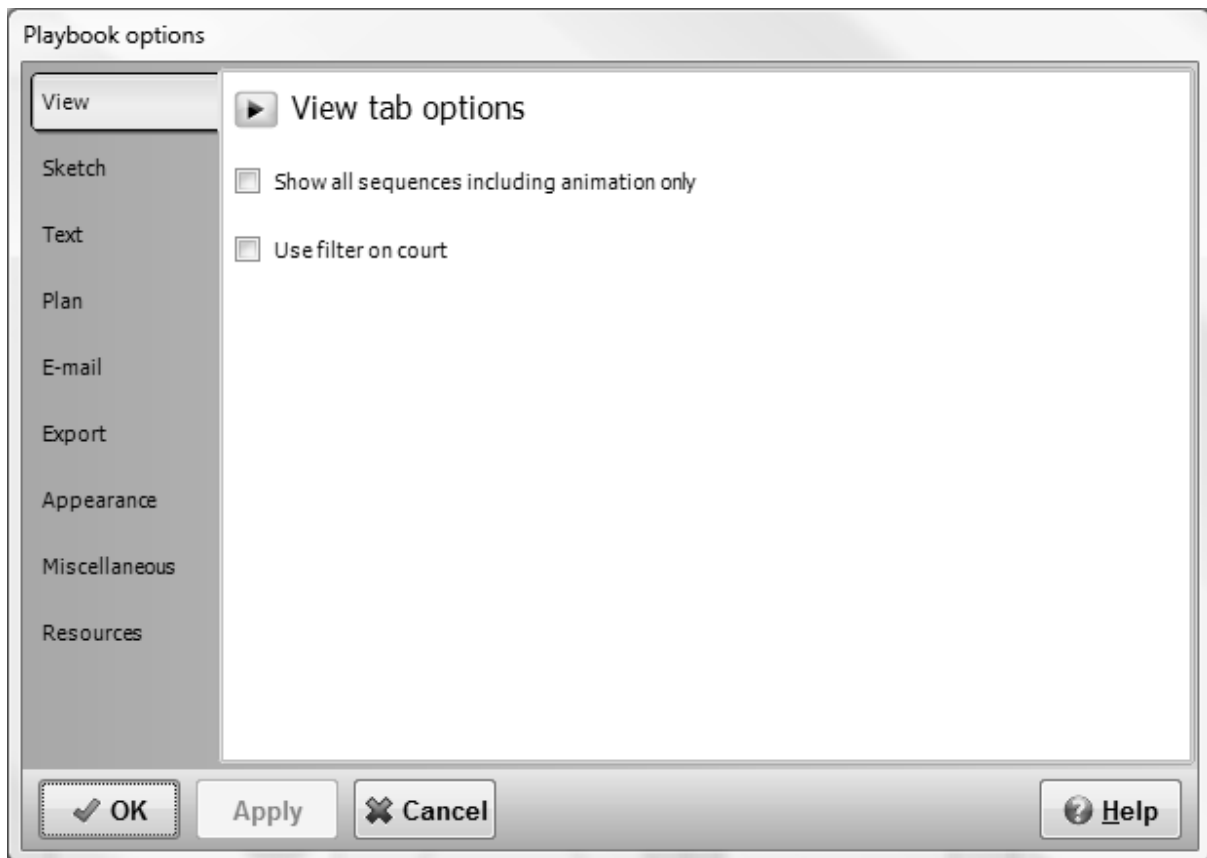 Playbook options
View
Sketch
Text
Plan
E-mail
Export
Appearance
Miscellaneous
Resources
View tab options
Show all sequences including animation only
Use filter on court
OK
Apply
Cancel
Help